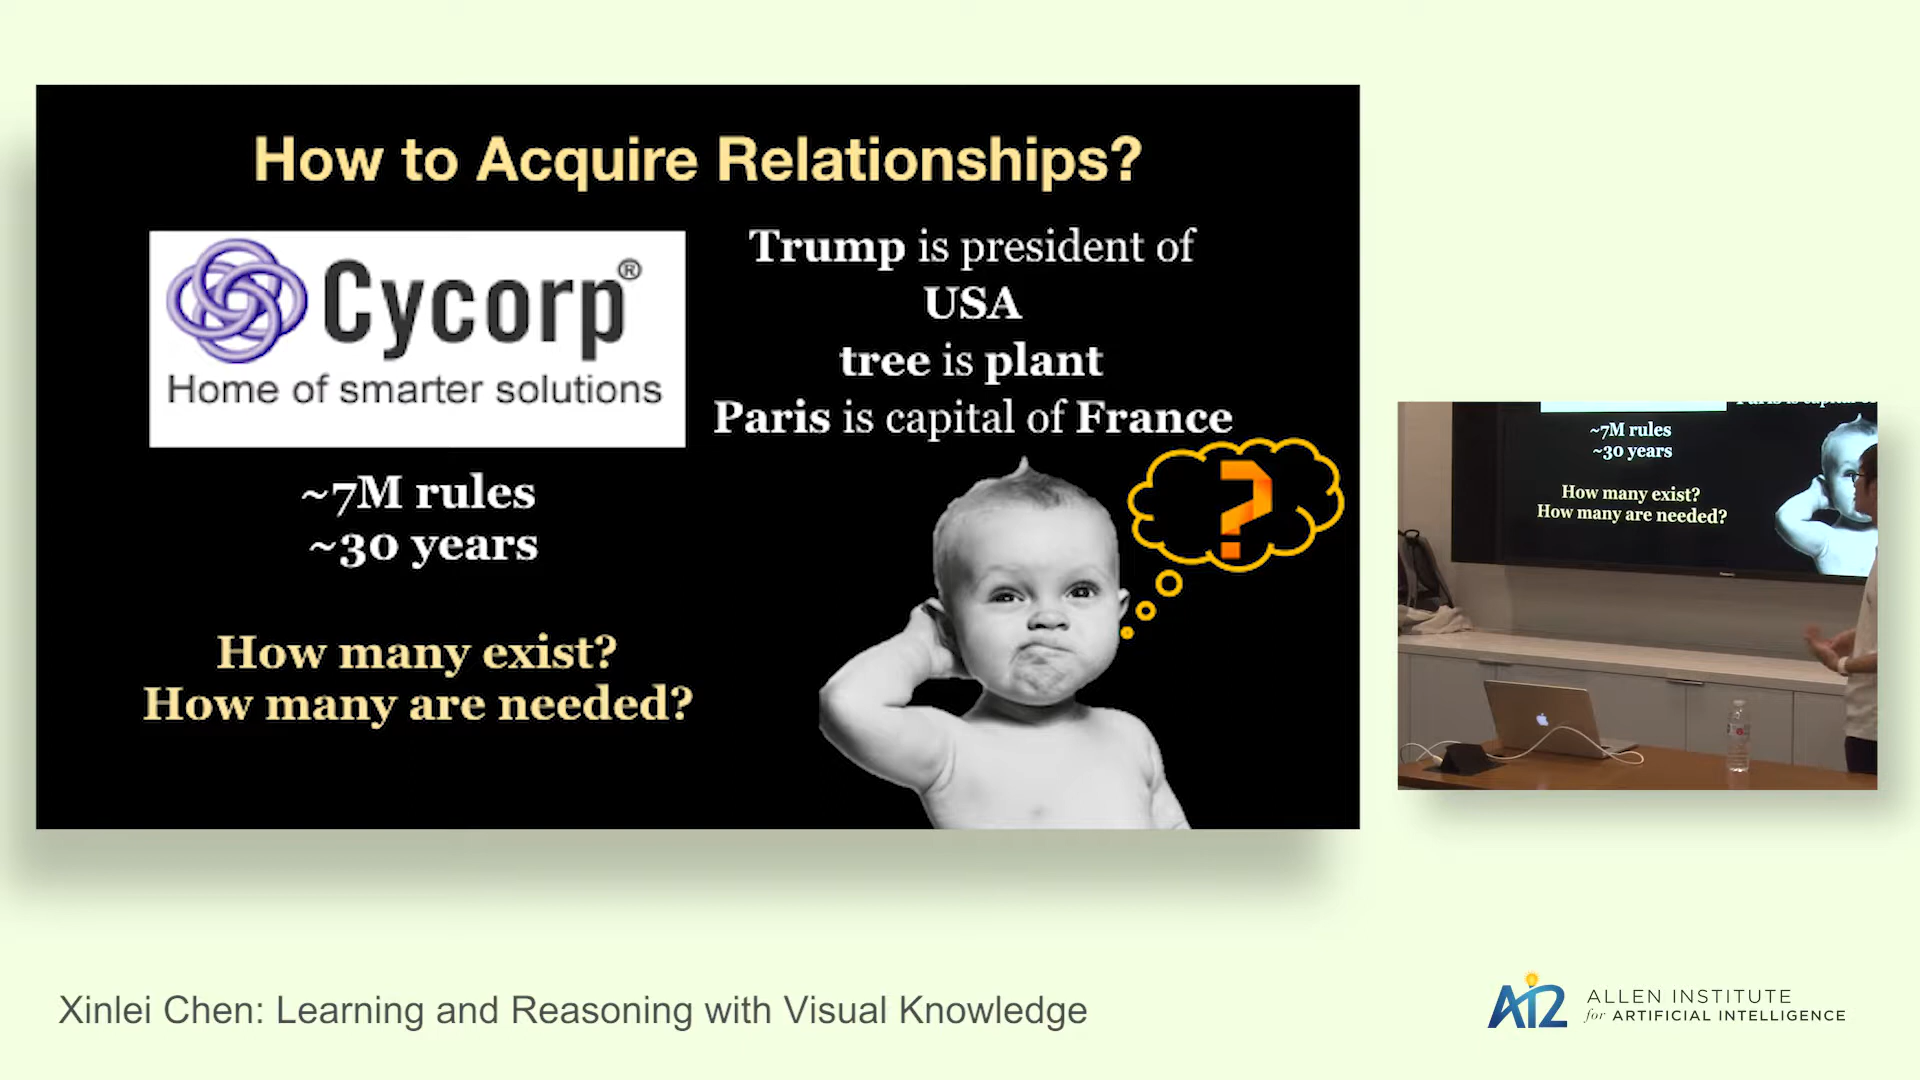 How to Acquire Relationships?
Cycorp®
Home of smarter solutions
~7M rules
~30 years
How many exist?
How many are needed?
Trump is president of
USA
tree is plant
Paris is capital of France
?
~7M rules
~30 years
How many exist?
How many are needed?
Xinlei Chen: Learning and Reasoning with Visual Knowledge
AI2
ALLEN INSTITUTE
for ARTIFICIAL INTELLIGENCE